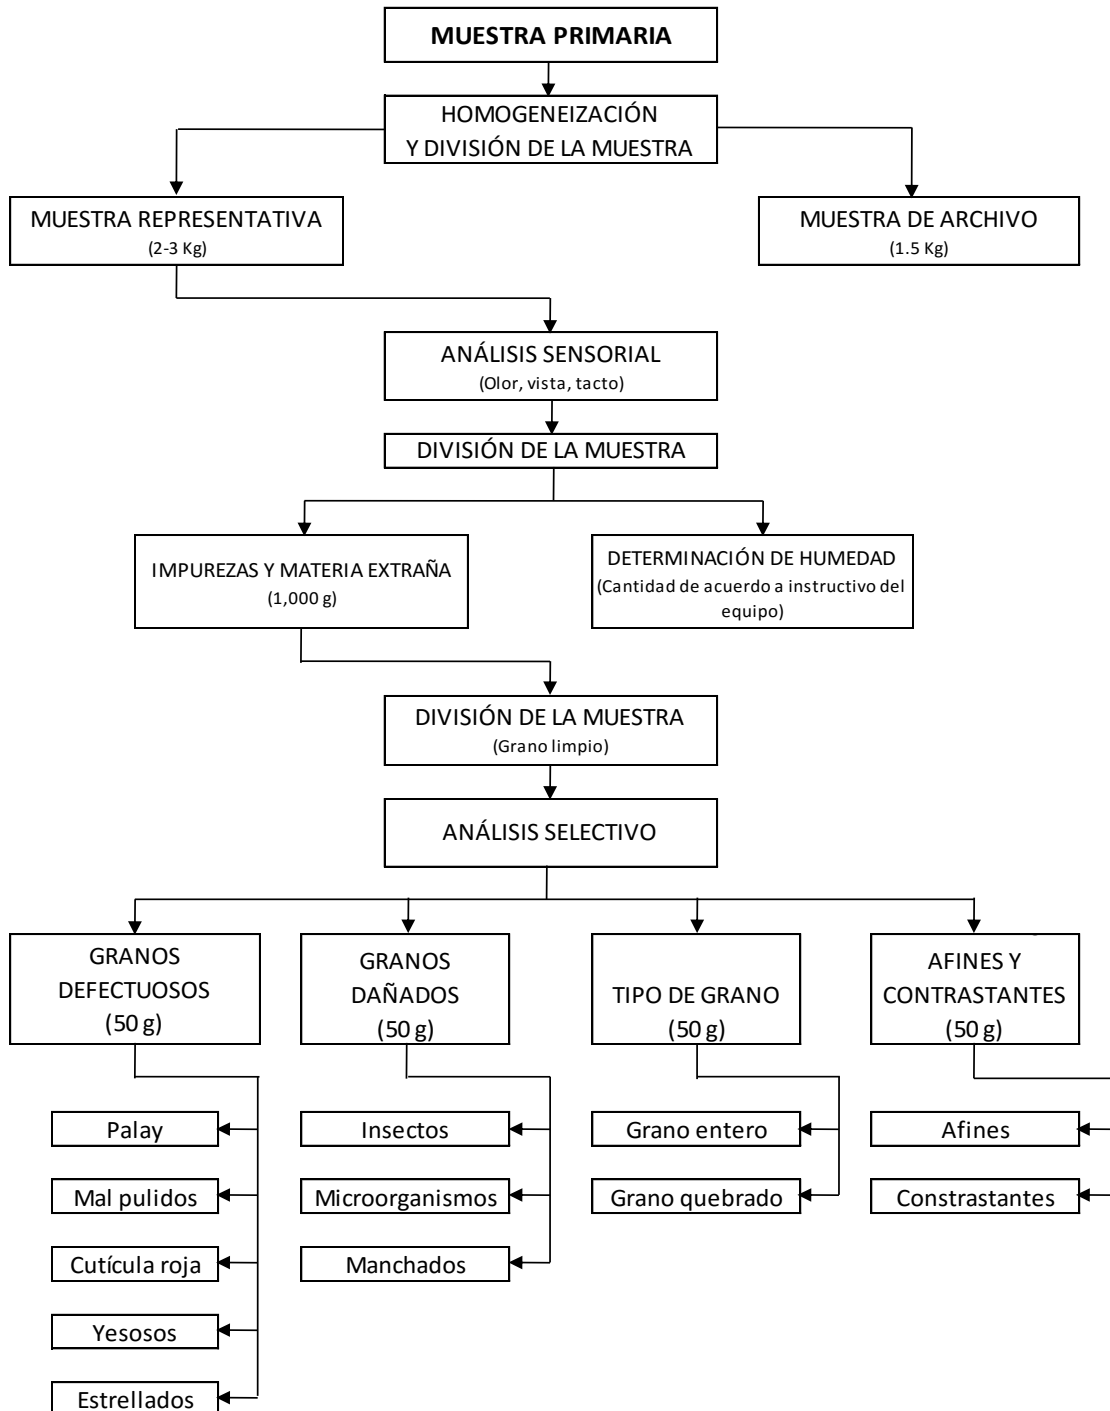 MUESTRA PRIMARIA
HOMOGENEIZACIÓN
Y DIVISIÓN DE LA MUESTRA
MUESTRA REPRESENTATIVA
(2-3 Kg)
MUESTRA DE ARCHIVO
(1.5 Kg)
ANÁLISIS SENSORIAL
(Olor, vista, tacto)
DIVISIÓN DE LA MUESTRA
IMPUREZAS Y MATERIA EXTRAÑA
(1,000 g)
DETERMINACIÓN DE HUMEDAD
(Cantidad de acuerdo a instructivo del
equipo)
DIVISIÓN DE LA MUESTRA
(Grano limpio)
ANÁLISIS SELECTIVO
GRANOS
DEFECTUOSOS
(50 g)
GRANOS
DAÑADOS
(50 g)
TIPO DE GRANO
(50 g)
AFINES Y
CONTRASTANTES
(50 g)
Palay
Mal pulidos
Cutícula roja
Yesosos
Estrellados
Insectos
Microorganismos
Manchados
Grano entero
Grano quebrado
Afines
Constrastantes